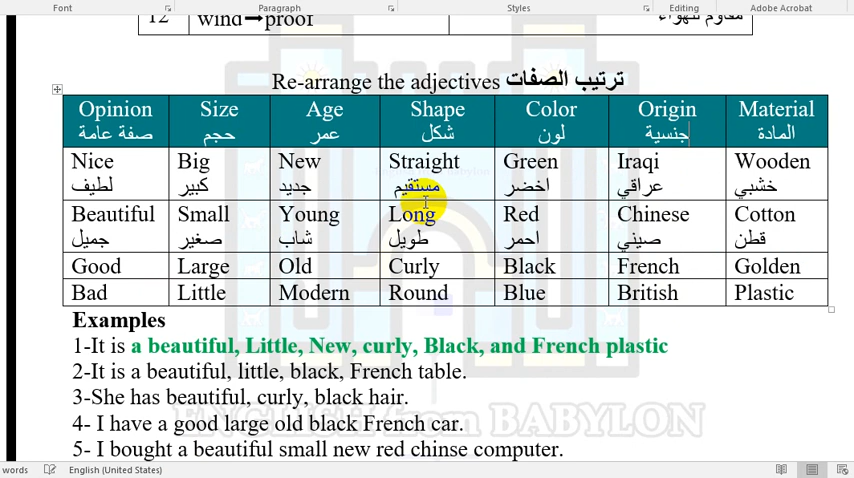 Font Paragraph Styles Editing Adobe Acrobat
12 wind➞proof مقاوم للهواء
Re-arrange the adjectives ترتيب الصفات
Opinion Size Age Shape Color Origin Material
صفة عامة حجم عمر شكل لون جنسية المادة
Nice Big New Straight Green Iraqi Wooden
لطيف كبير جديد مستقيم اخضر عراقي خشبي
Beautiful Small Young Long Red Chinese Cotton
جميل صغير شاب طويل احمر صيني قطن
Good Large Old Curly Black French Golden
Bad Little Modern Round Blue British Plastic
Examples
1-It is a beautiful, Little, New, curly, Black, and French plastic
2-It is a beautiful, little, black, French table.
3-She has beautiful, curly, black hair.
ENGLISH from BABYLON
4- I have a good large old black French car.
5- I bought a beautiful small new red chinse computer.
words English (United States)